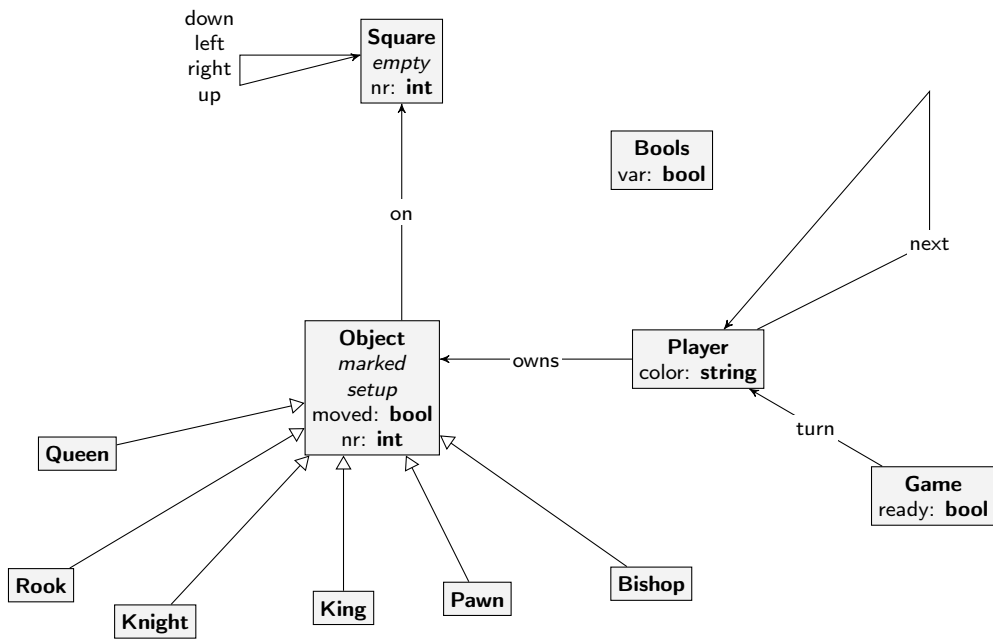 down
left
right
up
Square
empty
nr: int
Bools
var: bool
on
next
Object
marked
setup
moved: bool
nr: int
owns
Player
color: string
turn
Queen
Game
ready: bool
Rook
Knight
King
Pawn
Bishop